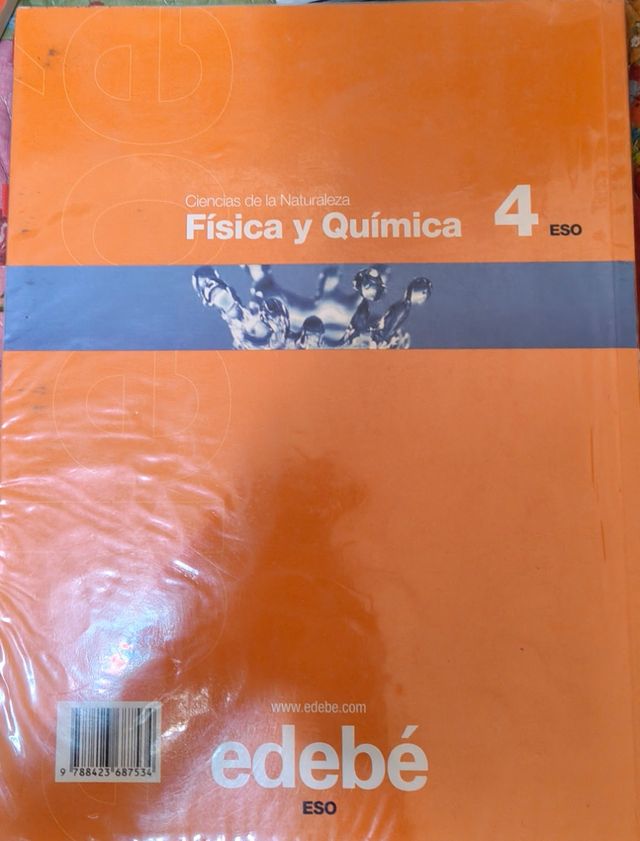 Ciencias de la Naturaleza
Física y Química 4 ESO
www.edebe.com
edebé
ESO
9 788423 687534